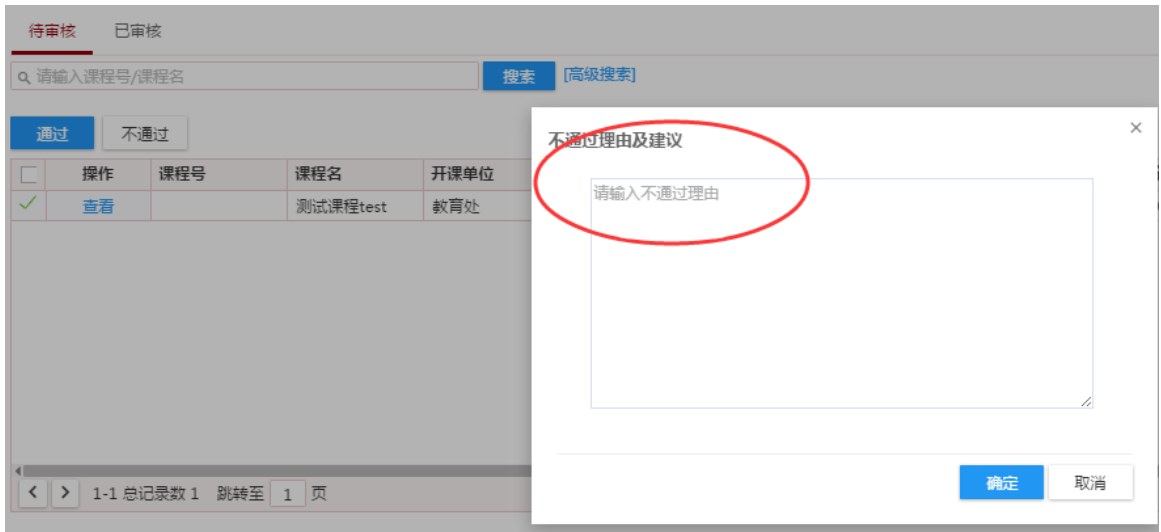 待审核 已审核
请输入课程号/课程名 搜索 [高级搜索]
通过 不通过
操作 课程号 课程名 开课单位
查看 测试课程test 教育处
1-1 总记录数 1 跳转至 1 页
不通过理由及建议
请输入不通过理由
确定 取消